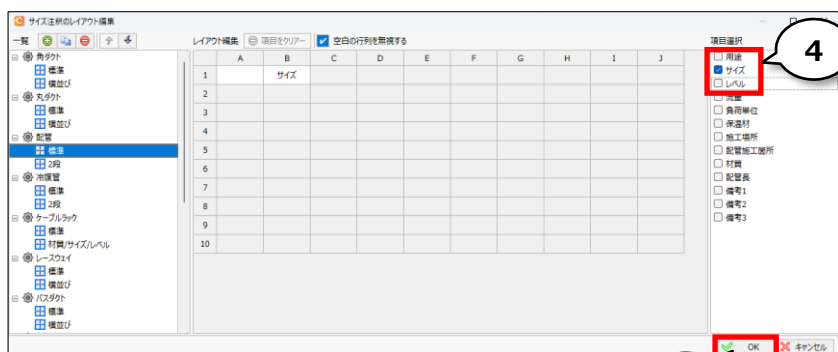 サイズ注釈のレイアウト編集
一覧
レイアウト編集 項目をクリアー 空白の行列を無視する
項目選択
4
角ダクト
標準
横並び
丸ダクト
標準
横並び
配管
標準
2段
冷媒管
標準
2段
ケーブルラック
標準
材質/サイズ/レベル
レースウェイ
標準
横並び
バスダクト
標準
横並び
A B C D E F G H I J
1 サイズ
2
3
4
5
6
7
8
9
10
用途
サイズ
レベル
流量
負荷単位
保温材
施工場所
配管施工箇所
材質
配管長
備考1
備考2
備考3
OK キャンセル